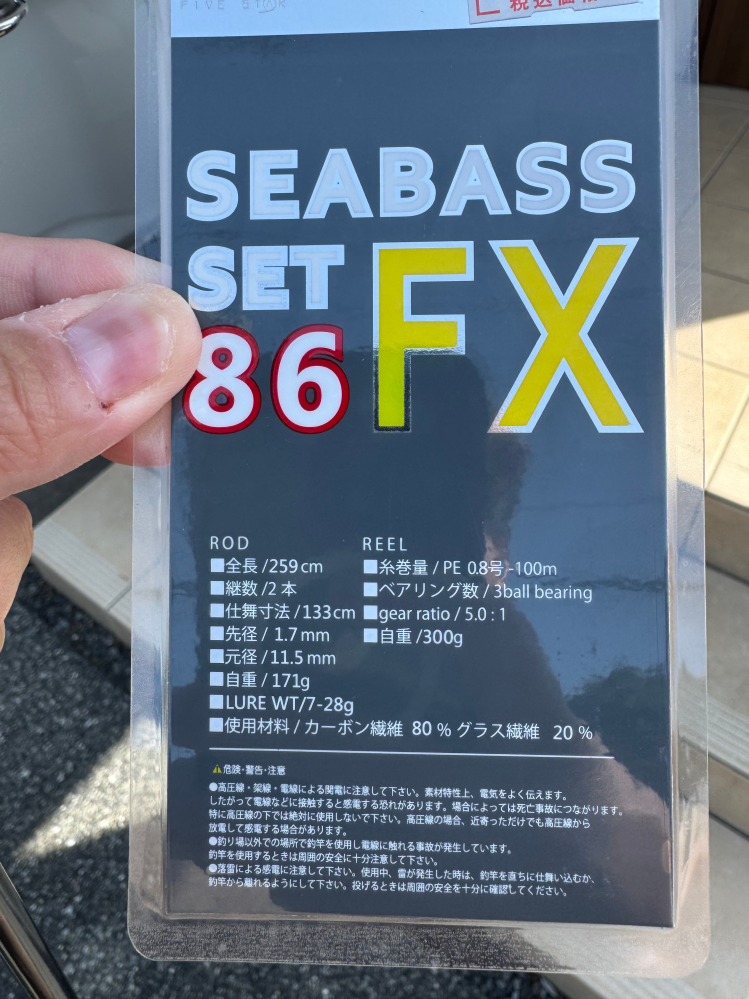 FIVE STAR
税込価格
SEABASS
SET FX
86
ROD
■全長 /259cm
■継数 /2 本
■仕舞寸法 /133cm
■先径 / 1.7 mm
■元径 /11.5 mm
■自重 / 171g
■LURE WT/7-28g
■使用材料 / カーボン繊維 80 % グラス繊維 20 %
REEL
■糸巻量 / PE 0.8号 -100m
■ベアリング数 / 3ball bearing
■gear ratio / 5.0 : 1
■自重 /300g
⚠危険・警告・注意
●高圧線・架線・電線による感電に注意して下さい。素材特性上、電気をよく伝えます。
したがって電線などに接触すると感電する恐れがあります。場合によっては死亡事故につながります。
特に高圧線の下では絶対に使用しない下さい。高圧線の場合、近寄っただけでも高圧線から
放電して感電する場合があります。
●釣り場以外での場所で釣竿を使用し電線に触れる事故が発生しています。
釣竿を使用するときは周囲の安全に十分注意して下さい。
●落雷による感電に注意して下さい。使用中、雷が発生した時は、釣竿を直ちに仕舞い込むか、
釣竿から離れるようにして下さい。投げるときは周囲の安全を十分に確認してください。